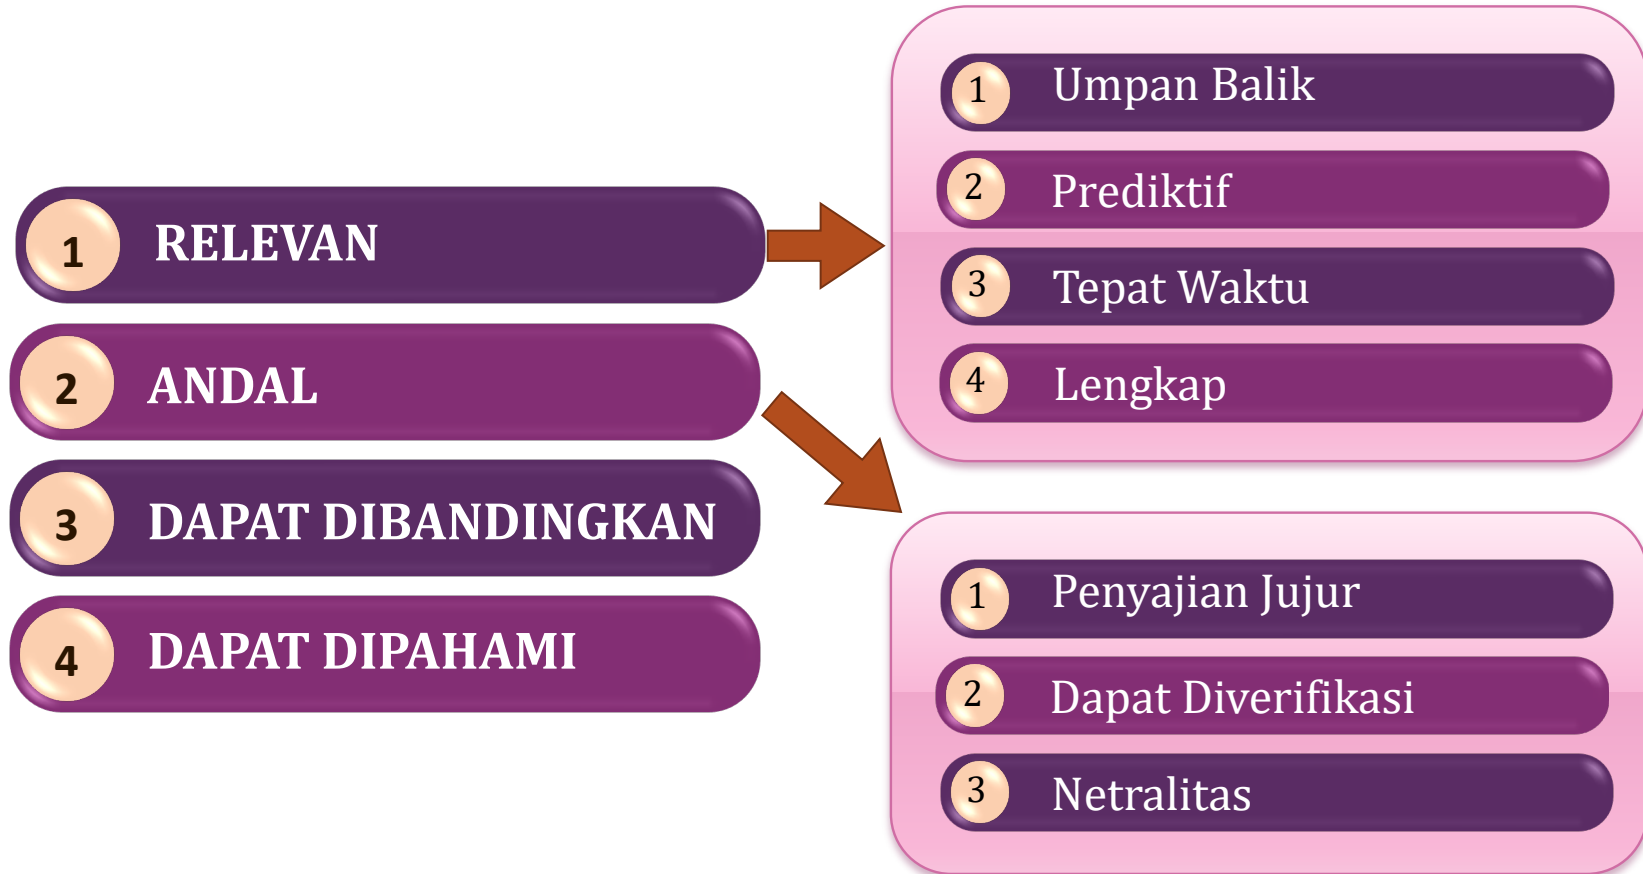 1 RELEVAN
2 ANDAL
3 DAPAT DIBANDINGKAN
4 DAPAT DIPAHAMI
1 Umpan Balik
2 Prediktif
3 Tepat Waktu
4 Lengkap
1 Penyajian Jujur
2 Dapat Diverifikasi
3 Netralitas